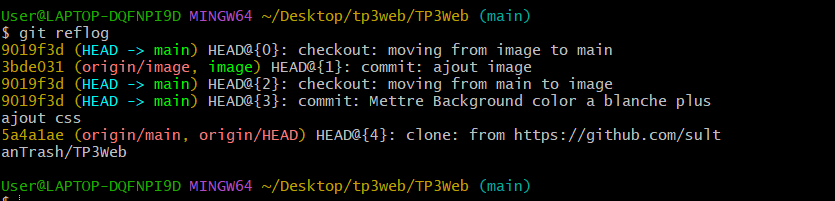 User@LAPTOP-DQFNPI9D MINGW64 ~/Desktop/tp3web/TP3Web (main)
$ git reflog
9019f3d (HEAD -> main) HEAD@{0}: checkout: moving from image to main
3bde031 (origin/image, image) HEAD@{1}: commit: ajout image
9019f3d (HEAD -> main) HEAD@{2}: checkout: moving from main to image
9019f3d (HEAD -> main) HEAD@{3}: commit: Mettre Background color a blanche plus
ajout css
5a4a1ae (origin/main, origin/HEAD) HEAD@{4}: clone: from https://github.com/sult
anTrash/TP3Web
User@LAPTOP-DQFNPI9D MINGW64 ~/Desktop/tp3web/TP3Web (main)
$